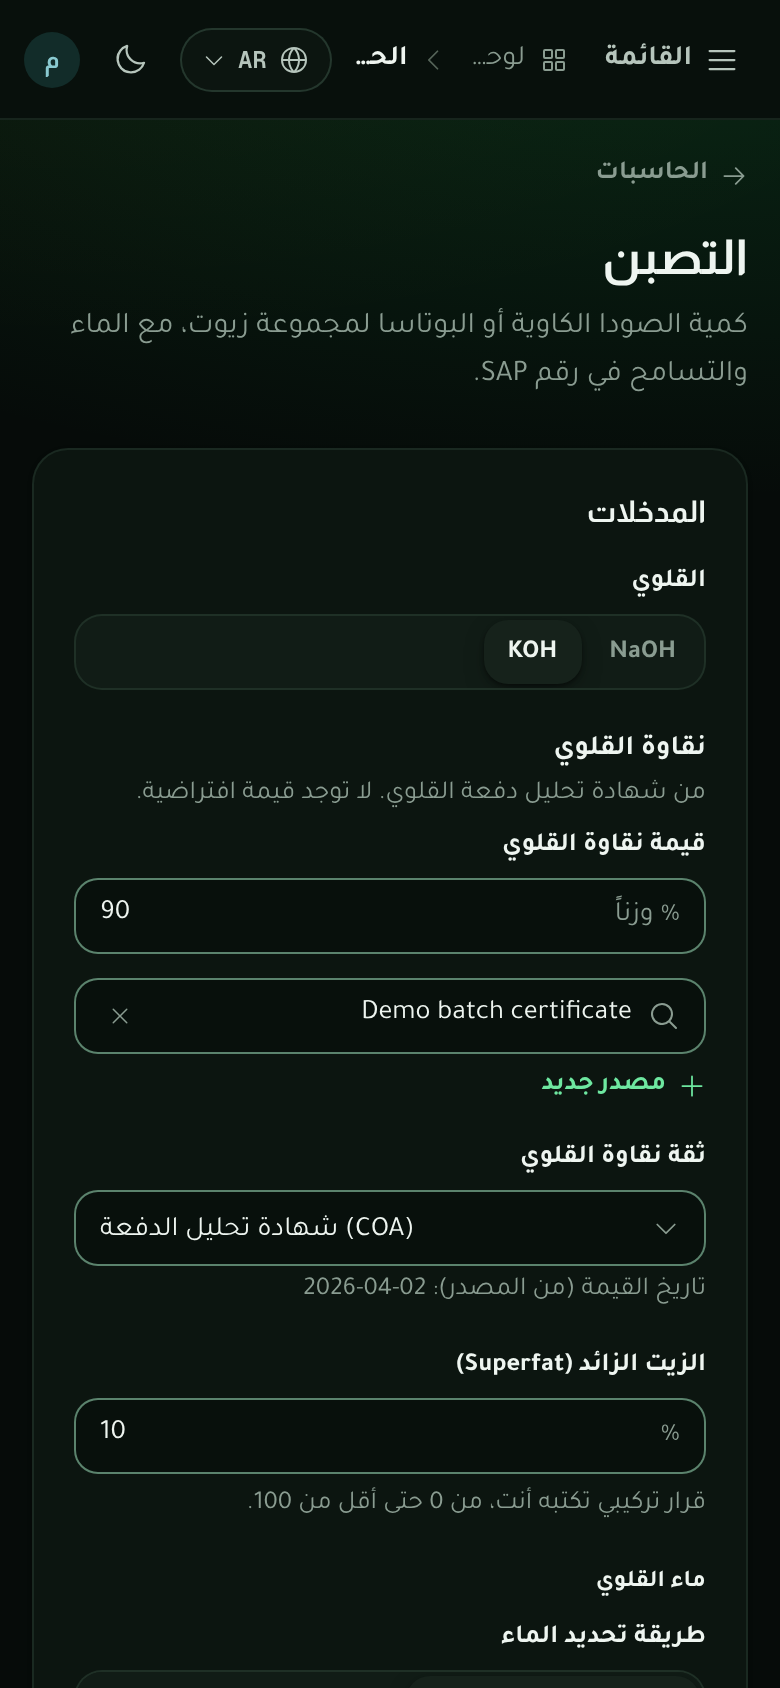 القائمة
لوحـ...
الحـ...
AR
م
الحاسبات
التصبن
كمية الصودا الكاوية أو البوتاسا لمجموعة زيوت، مع الماء
والتسامح في رقم SAP.
المدخلات
القلوي
NaOH KOH
نقاوة القلوي
من شهادة تحليل دفعة القلوي. لا توجد قيمة افتراضية.
قيمة نقاوة القلوي
% وزناً 90
Demo batch certificate
مصدر جديد
ثقة نقاوة القلوي
شهادة تحليل الدفعة (COA)
تاريخ القيمة (من المصدر): 2026-04-02
الزيت الزائد (Superfat)
% 10
قرار تركيبي تكتبه أنت، من 0 حتى أقل من 100.
ماء القلوي
طريقة تحديد الماء